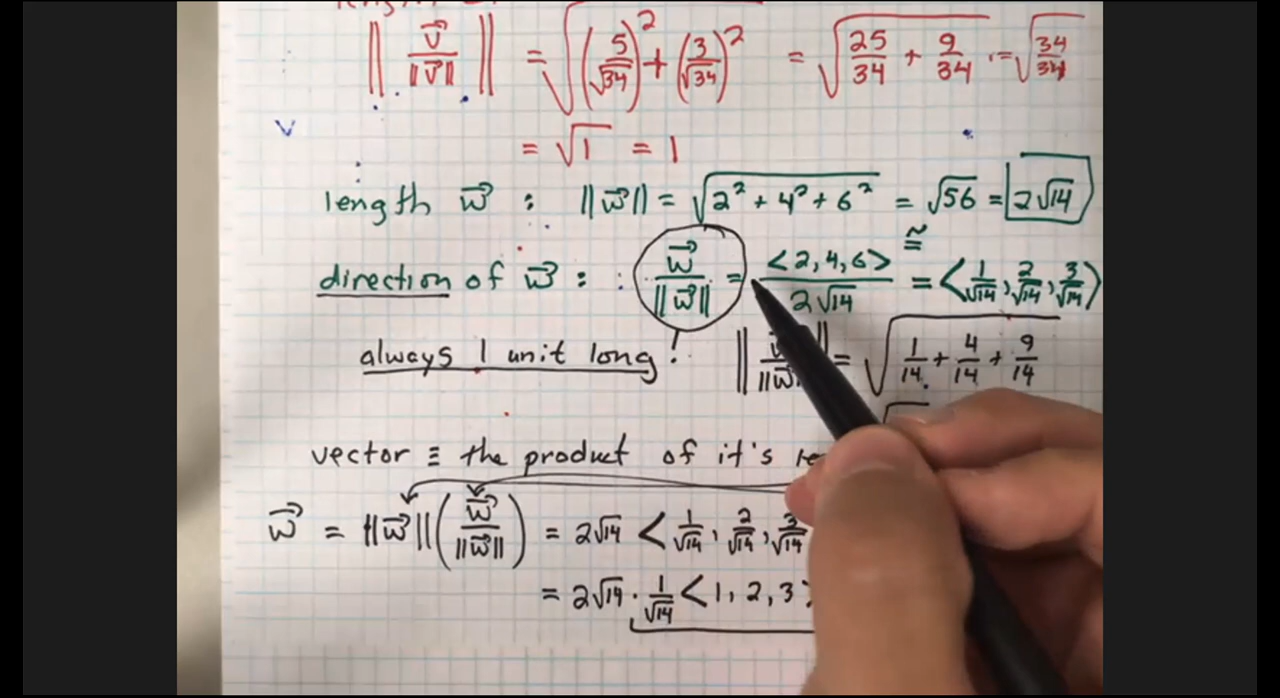 length
‖ v⃗ / ‖v⃗‖ ‖ = √((5/√34)² + (3/√34)²) = √(25/34 + 9/34) = √(34/34)
= √1 = 1
length w⃗ : ‖w⃗‖ = √(2² + 4² + 6²) = √56 = 2√14
≅
direction of w⃗ : w⃗ / ‖w⃗‖ = <2, 4, 6> / 2√14 = <1/√14, 2/√14, 3/√14>
always 1 unit long! ‖ / ‖w⃗ = √(1/14 + 4/14 + 9/14)
vector ≡ the product of it's
w⃗ = ‖w⃗‖ (w⃗ / ‖w⃗‖) = 2√14 <1/√14, 2/√14, 3/√14
= 2√14 · 1/√14 <1, 2, 3>